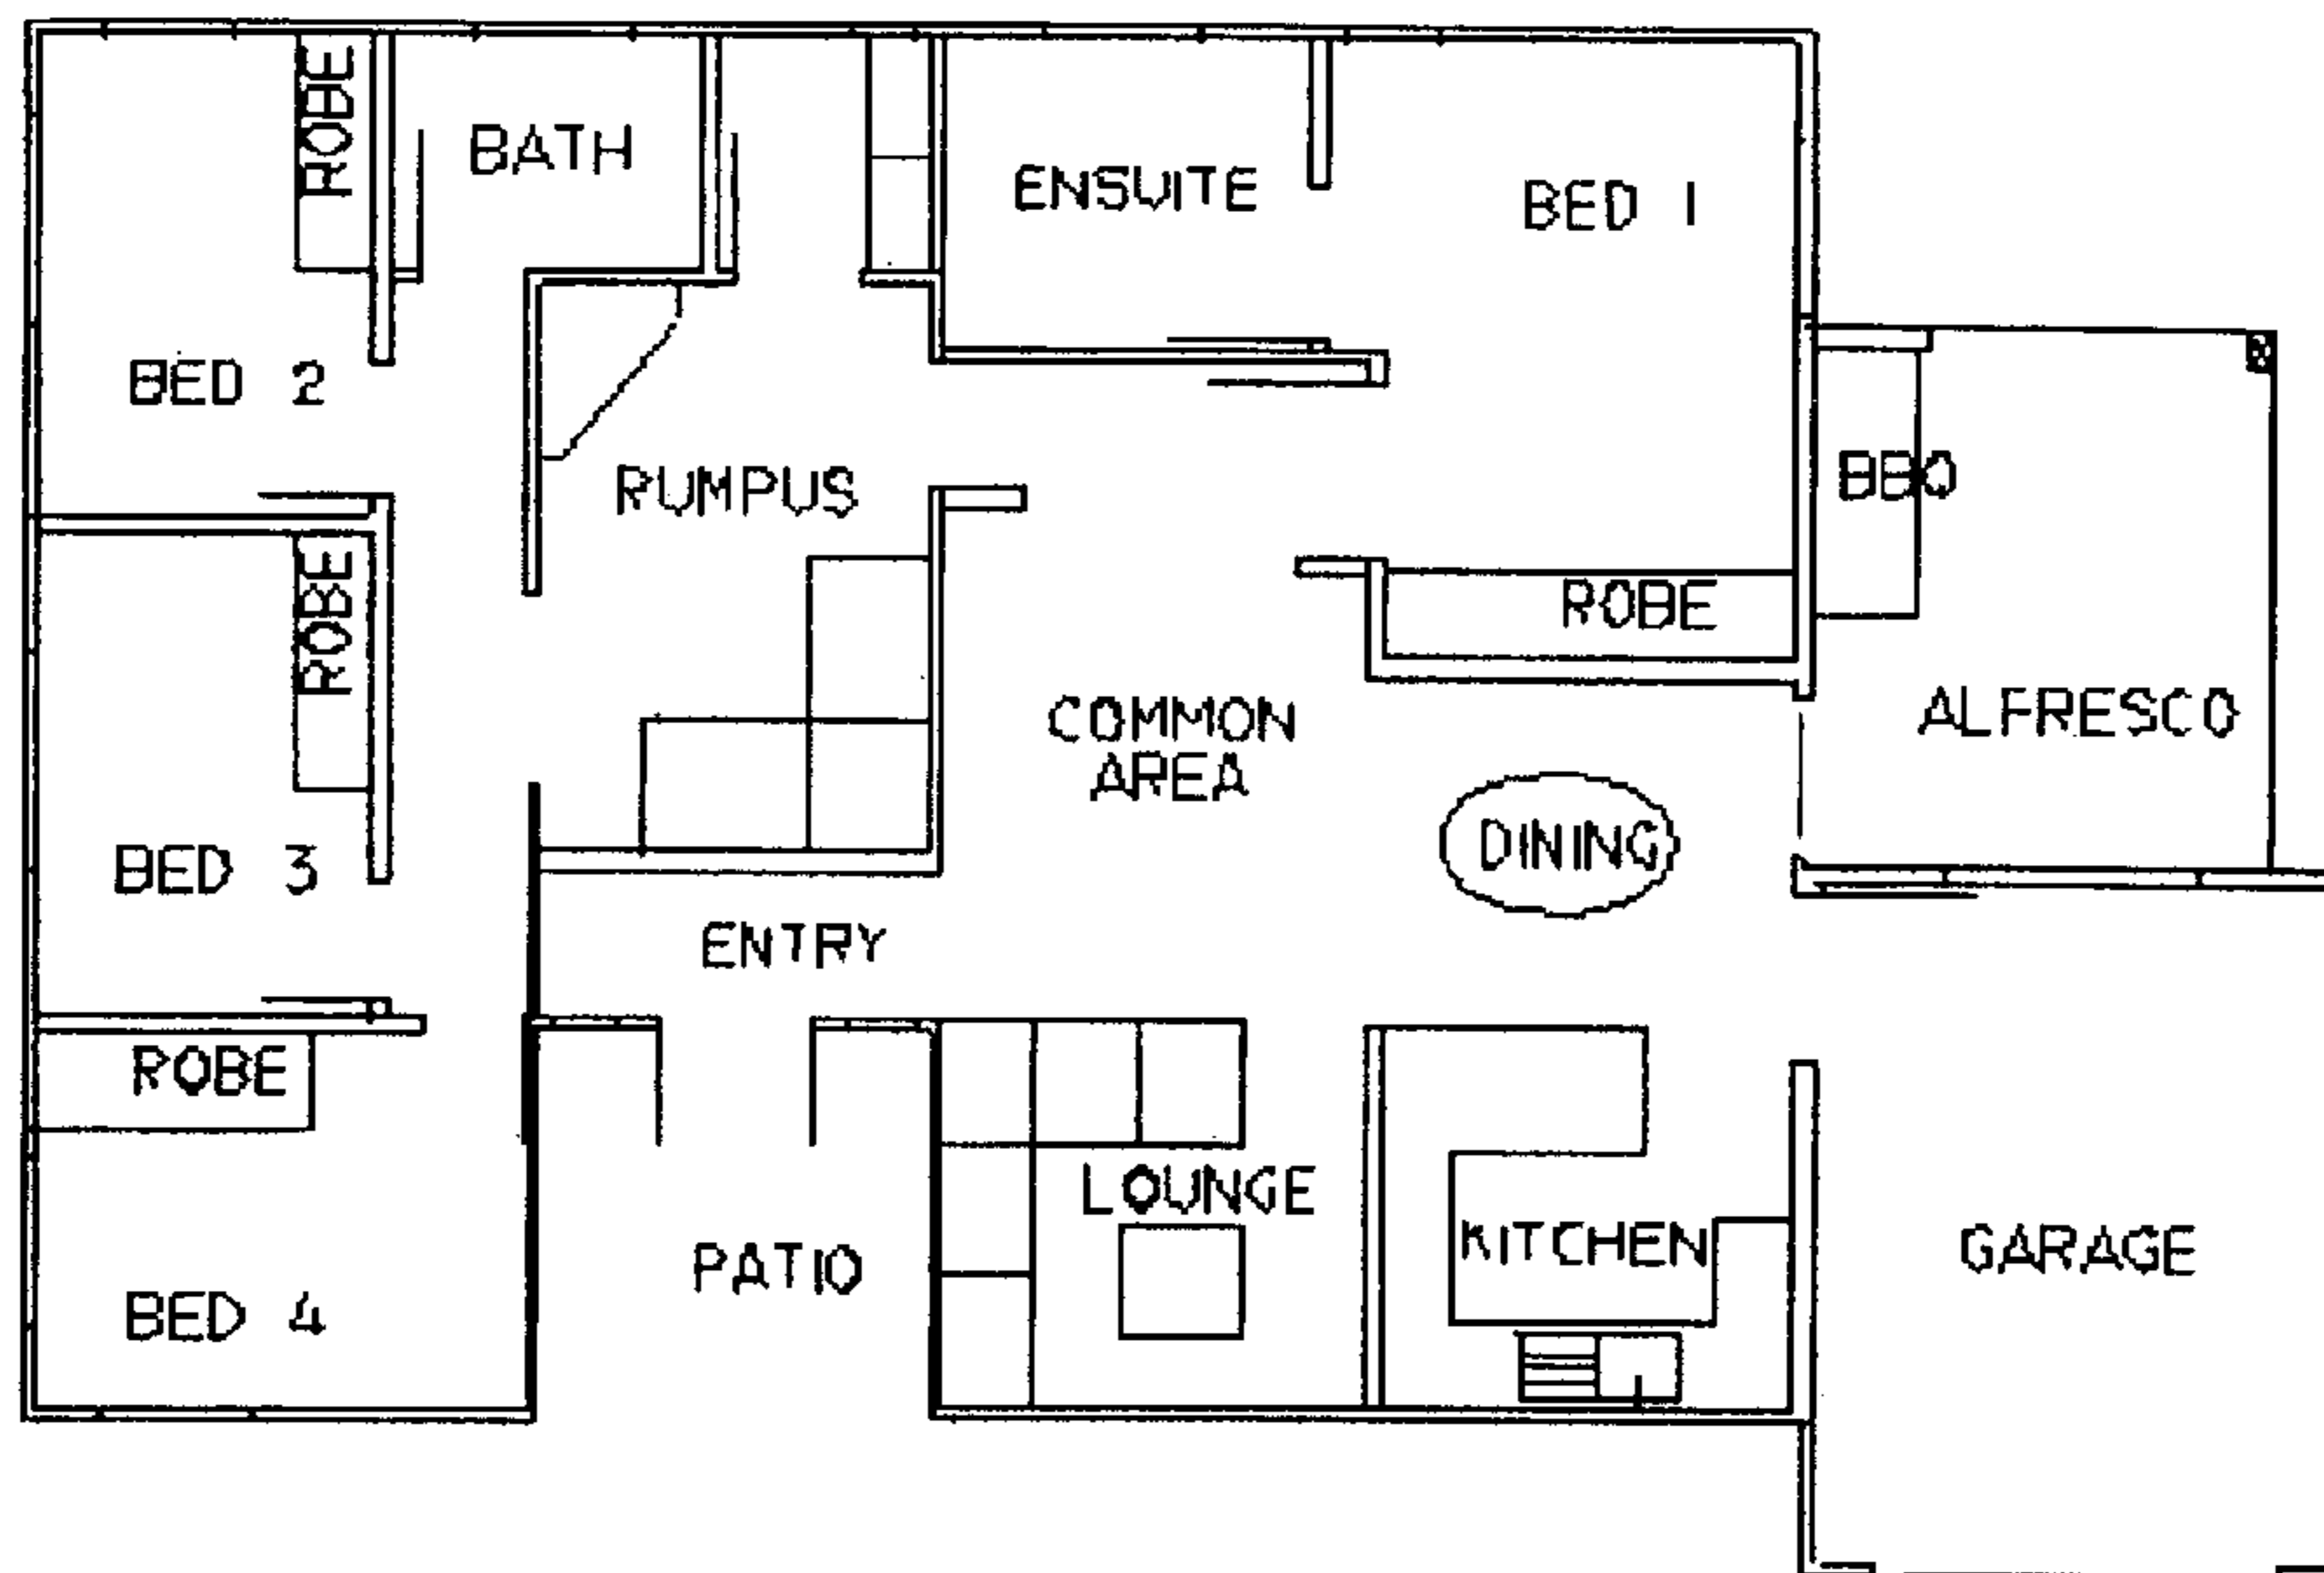 ROBE
BATH
ENSUITE
BED 1
BED 2
RUMPUS
BBQ
ROBE
ROBE
COMMON
AREA
ALFRESCO
DINING
BED 3
ENTRY
ROBE
LOUNGE
KITCHEN
GARAGE
PATIO
BED 4